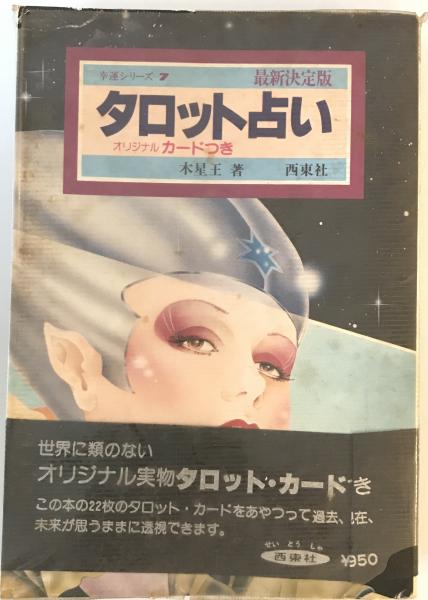 幸運シリーズ 7
最新決定版
タロット占い
オリジナル カードつき
木星王 著 西東社
世界に類のない
オリジナル実物タロット・カード き
この本の22枚のタロット・カードをあやつって過去、 在、
未来が思うままに透視できます。
せい とう しゃ
西東社
¥950